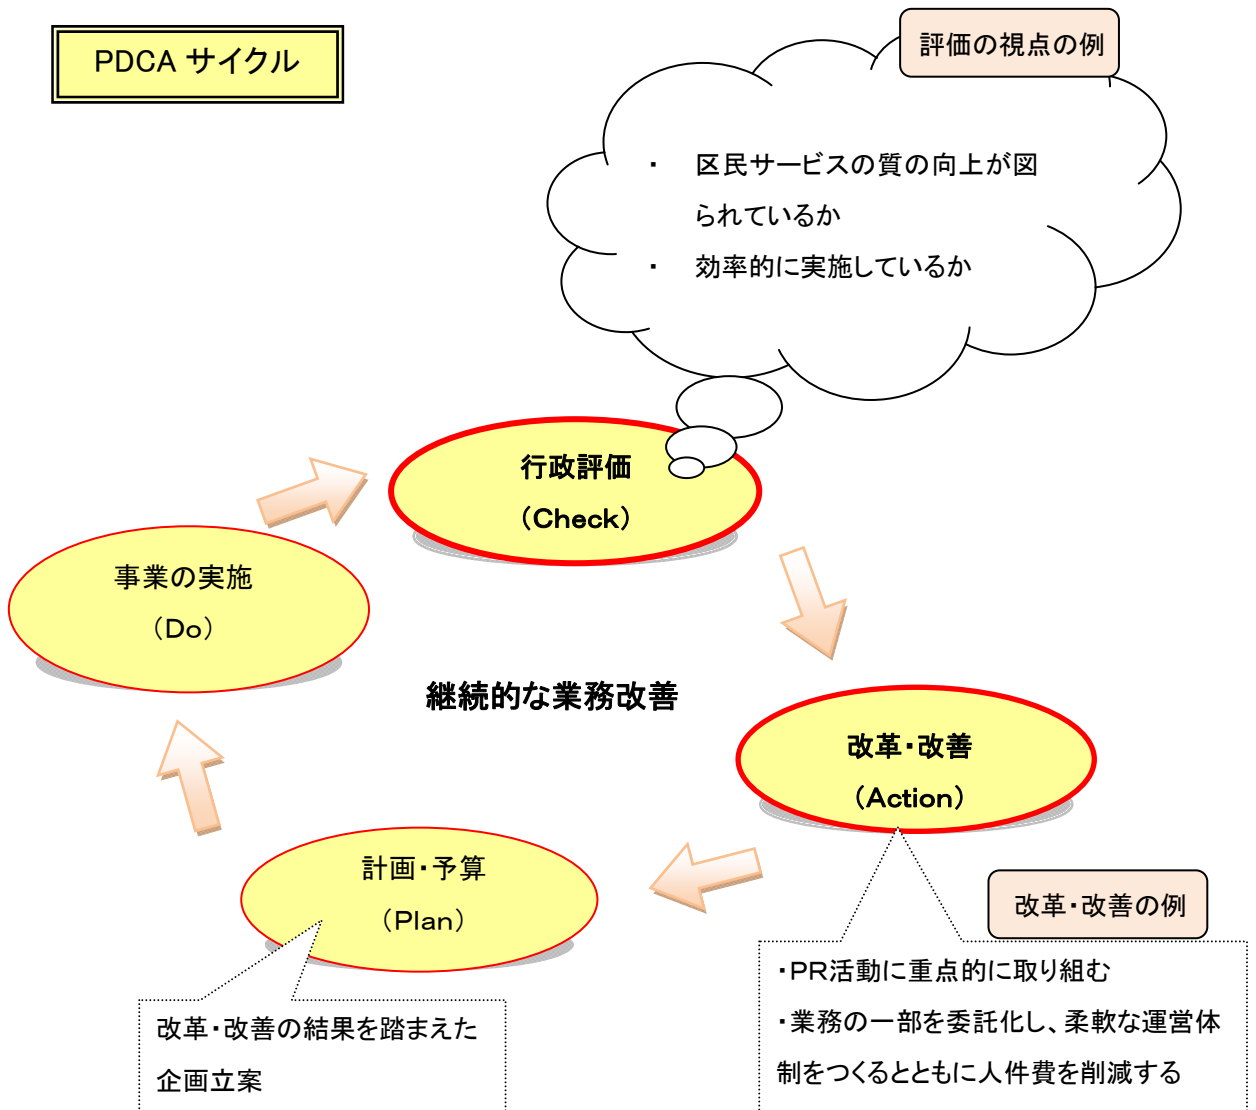 PDCA サイクル
評価の視点の例
・ 区民サービスの質の向上が図
られているか
・ 効率的に実施しているか
行政評価
（Check）
事業の実施
（Do）
継続的な業務改善
改革・改善
（Action）
計画・予算
（Plan）
改革・改善の例
・PR活動に重点的に取り組む
・業務の一部を委託化し、柔軟な運営体
制をつくるとともに人件費を削減する
改革・改善の結果を踏まえた
企画立案